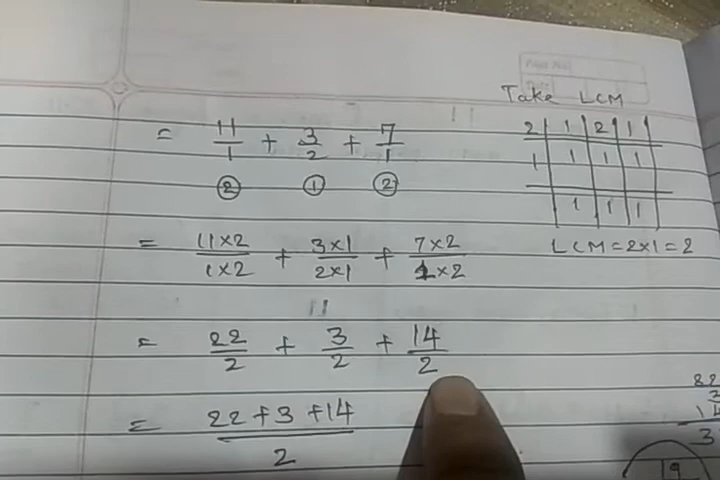 Take LCM
= 11/1 + 3/2 + 7/1
② ① ②
2 | 1 | 2 | 1 |
1 | 1 | 1 | 1 |
1 | 1 | 1
LCM = 2×1 = 2
= 11×2/1×2 + 3×1/2×1 + 7×2/1×2
= 22/2 + 3/2 + 14/2
= 22+3+14/2